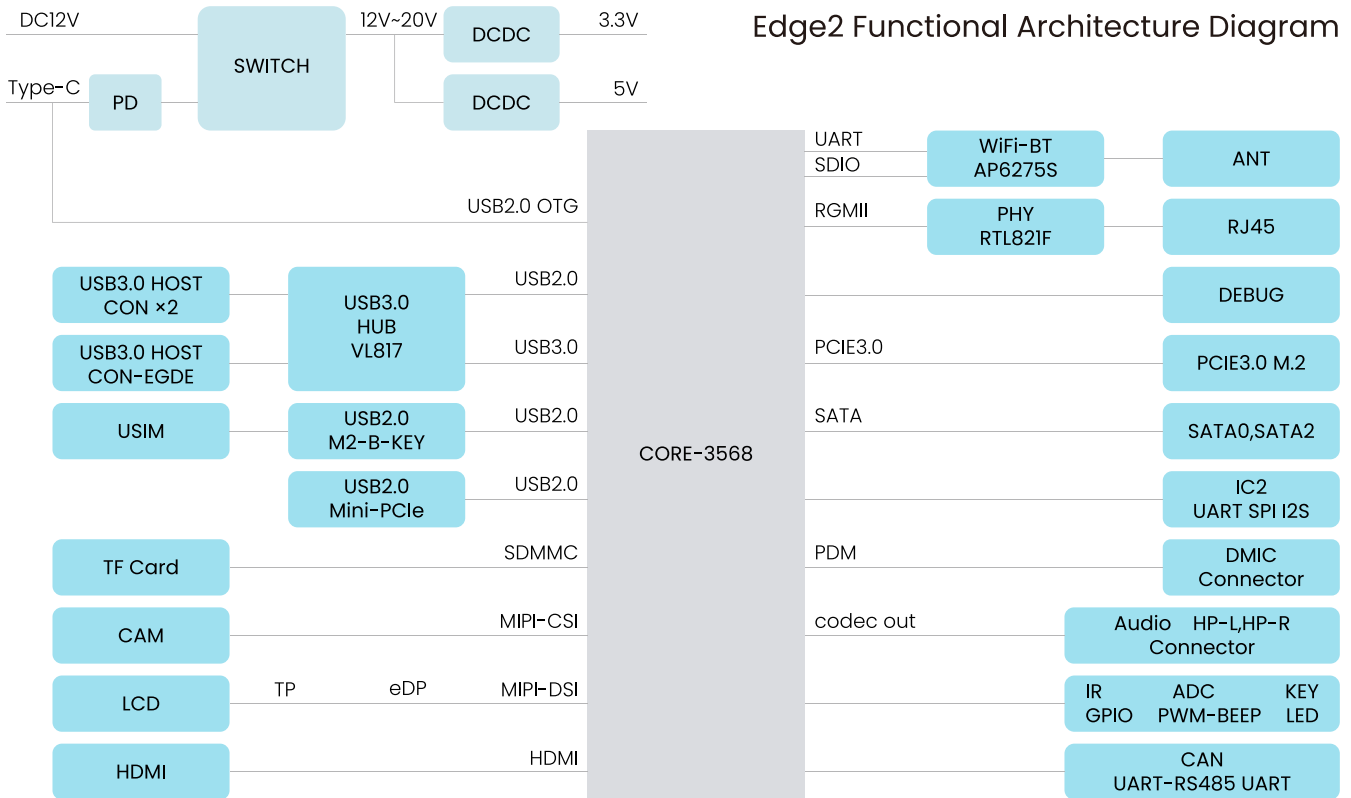 Edge2 Functional Architecture Diagram
DC12V
SWITCH
12V~20V
DCDC
3.3V
Type-C
PD
DCDC
5V
USB2.0 OTG
USB3.0 HOST
CON ×2
USB3.0
HUB
VL817
USB2.0
USB3.0 HOST
CON-EGDE
USB3.0
USIM
USB2.0
M2-B-KEY
USB2.0
USB2.0
Mini-PCIe
USB2.0
TF Card
SDMMC
CAM
MIPI-CSI
LCD
TP
eDP
MIPI-DSI
HDMI
HDMI
CORE-3568
UART
SDIO
WiFi-BT
AP6275S
ANT
RGMII
PHY
RTL821F
RJ45
DEBUG
PCIE3.0
PCIE3.0 M.2
SATA
SATA0,SATA2
IC2
UART SPI I2S
PDM
DMIC
Connector
codec out
Audio HP-L,HP-R
Connector
IR ADC KEY
GPIO PWM-BEEP LED
CAN
UART-RS485 UART